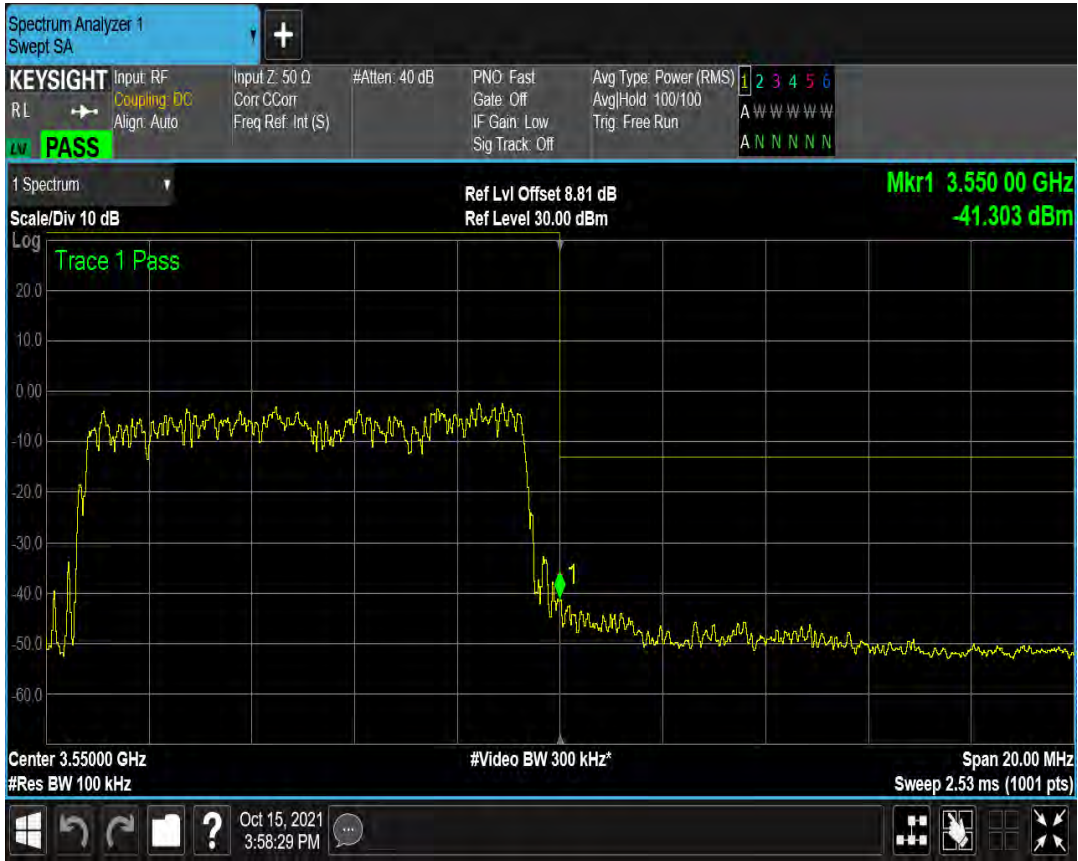 Spectrum Analyzer 1
Swept SA
+
KEYSIGHT
RL
LXI PASS
Input: RF
Coupling: DC
Align: Auto
Input Z: 50 Ω
Corr CCorr
Freq Ref: Int (S)
#Atten: 40 dB
PNO: Fast
Gate: Off
IF Gain: Low
Sig Track: Off
Avg Type: Power (RMS)
Avg|Hold: 100/100
Trig: Free Run
1 2 3 4 5 6
A W W W W W
A N N N N N
1 Spectrum
Scale/Div 10 dB
Ref Lvl Offset 8.81 dB
Ref Level 30.00 dBm
Mkr1 3.550 00 GHz
-41.303 dBm
Log
Trace 1 Pass
20.0
10.0
0.00
-10.0
-20.0
-30.0
-40.0
1
-50.0
-60.0
Center 3.55000 GHz
#Video BW 300 kHz*
Span 20.00 MHz
#Res BW 100 kHz
Sweep 2.53 ms (1001 pts)
?
Oct 15, 2021
3:58:29 PM